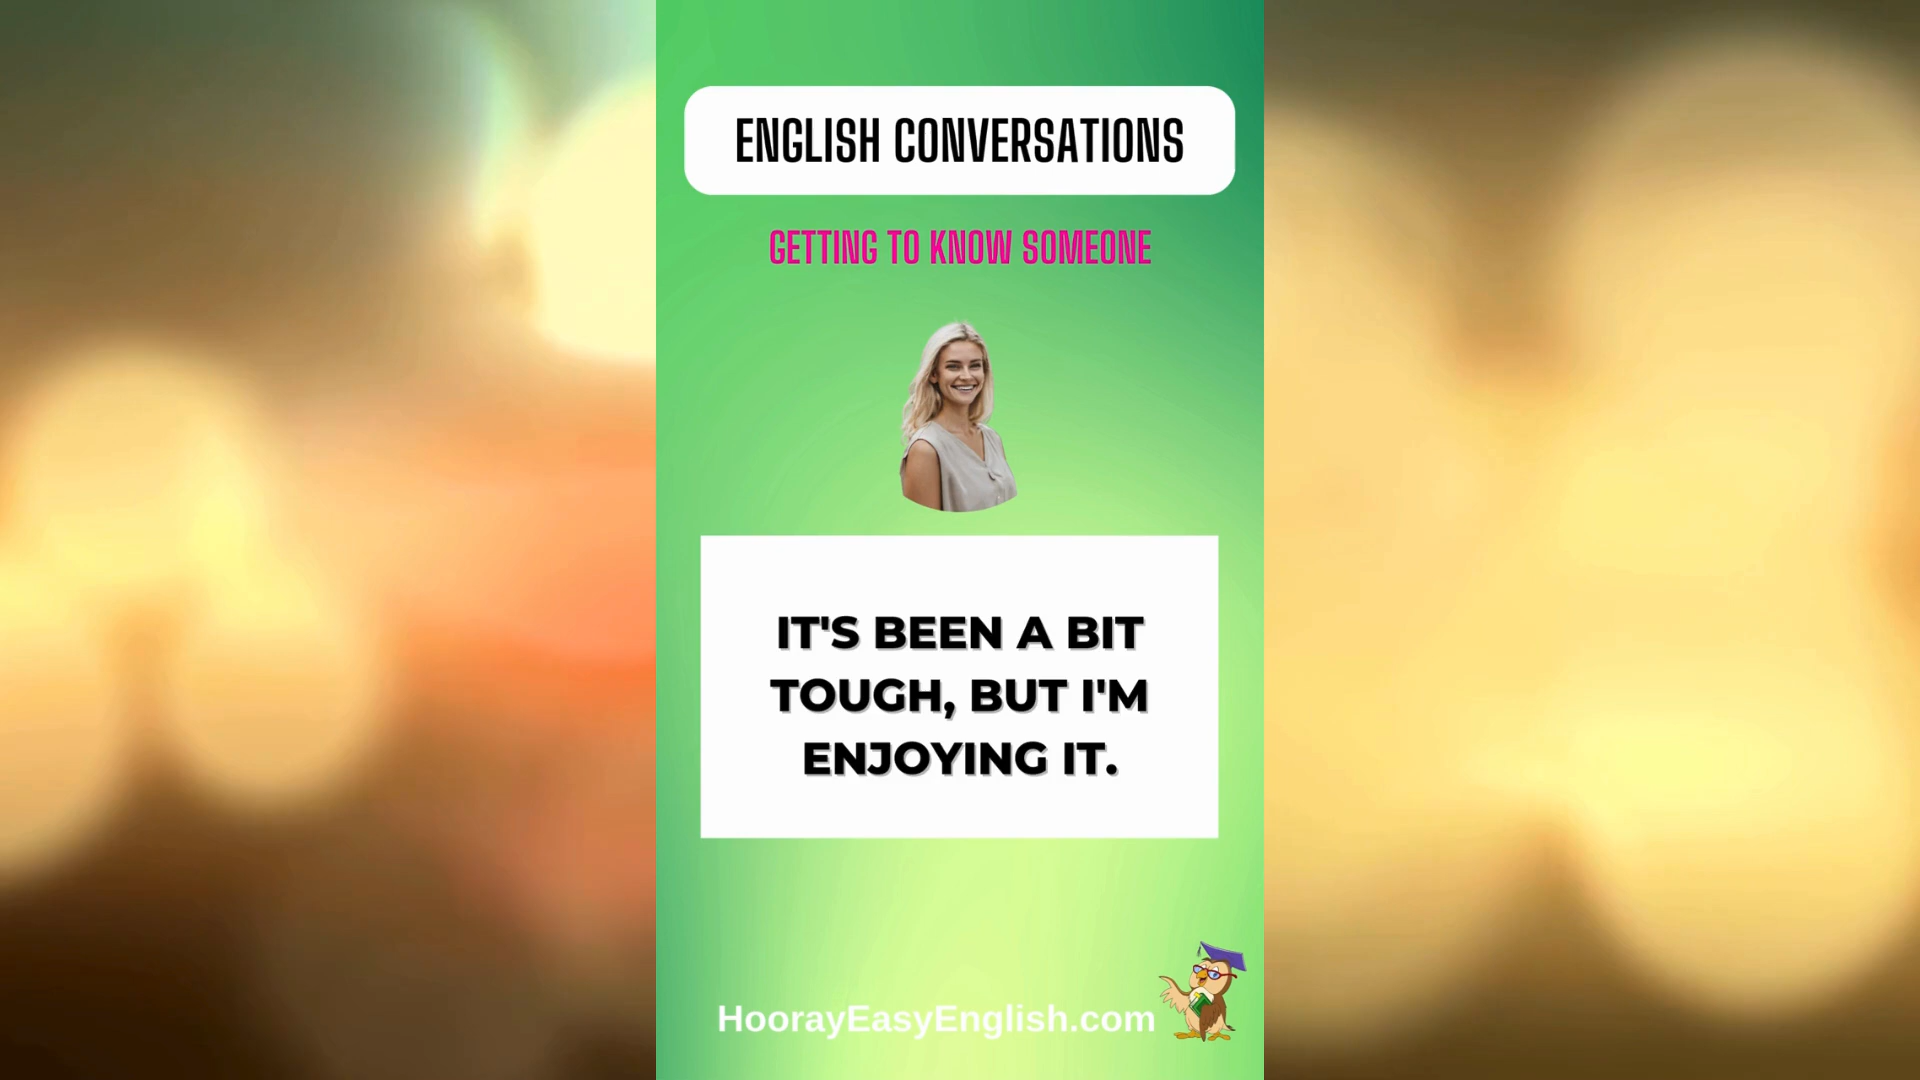 ENGLISH CONVERSATIONS
GETTING TO KNOW SOMEONE
IT'S BEEN A BIT
TOUGH, BUT I'M
ENJOYING IT.
HoorayEasyEnglish.com